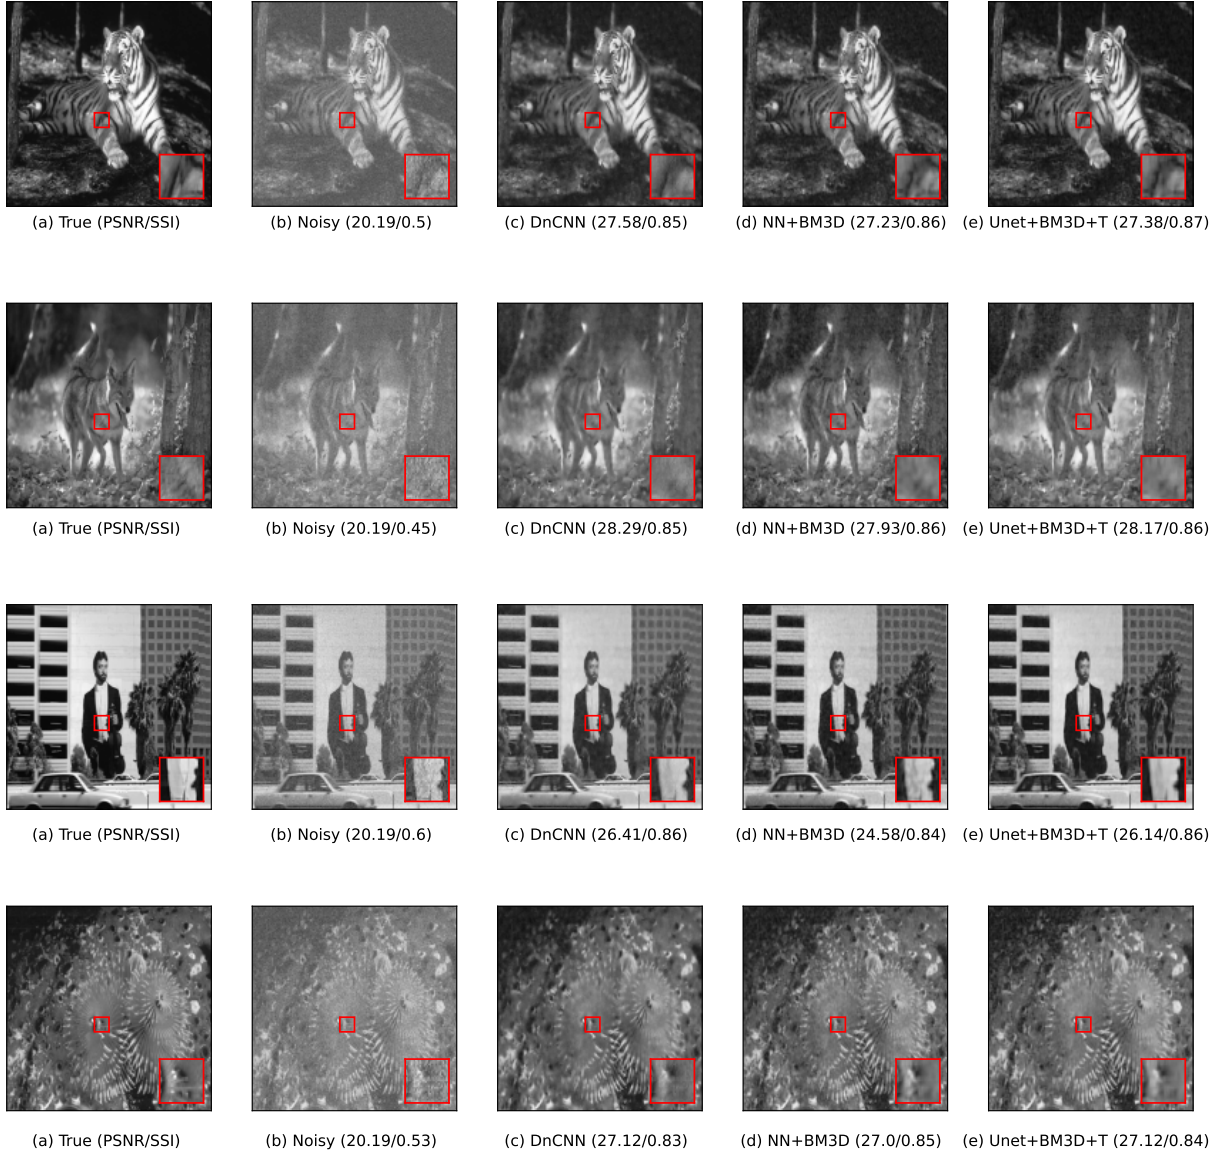 (a) True (PSNR/SSI) (b) Noisy (20.19/0.5) (c) DnCNN (27.58/0.85) (d) NN+BM3D (27.23/0.86) (e) Unet+BM3D+T (27.38/0.87)
(a) True (PSNR/SSI) (b) Noisy (20.19/0.45) (c) DnCNN (28.29/0.85) (d) NN+BM3D (27.93/0.86) (e) Unet+BM3D+T (28.17/0.86)
(a) True (PSNR/SSI) (b) Noisy (20.19/0.6) (c) DnCNN (26.41/0.86) (d) NN+BM3D (24.58/0.84) (e) Unet+BM3D+T (26.14/0.86)
(a) True (PSNR/SSI) (b) Noisy (20.19/0.53) (c) DnCNN (27.12/0.83) (d) NN+BM3D (27.0/0.85) (e) Unet+BM3D+T (27.12/0.84)